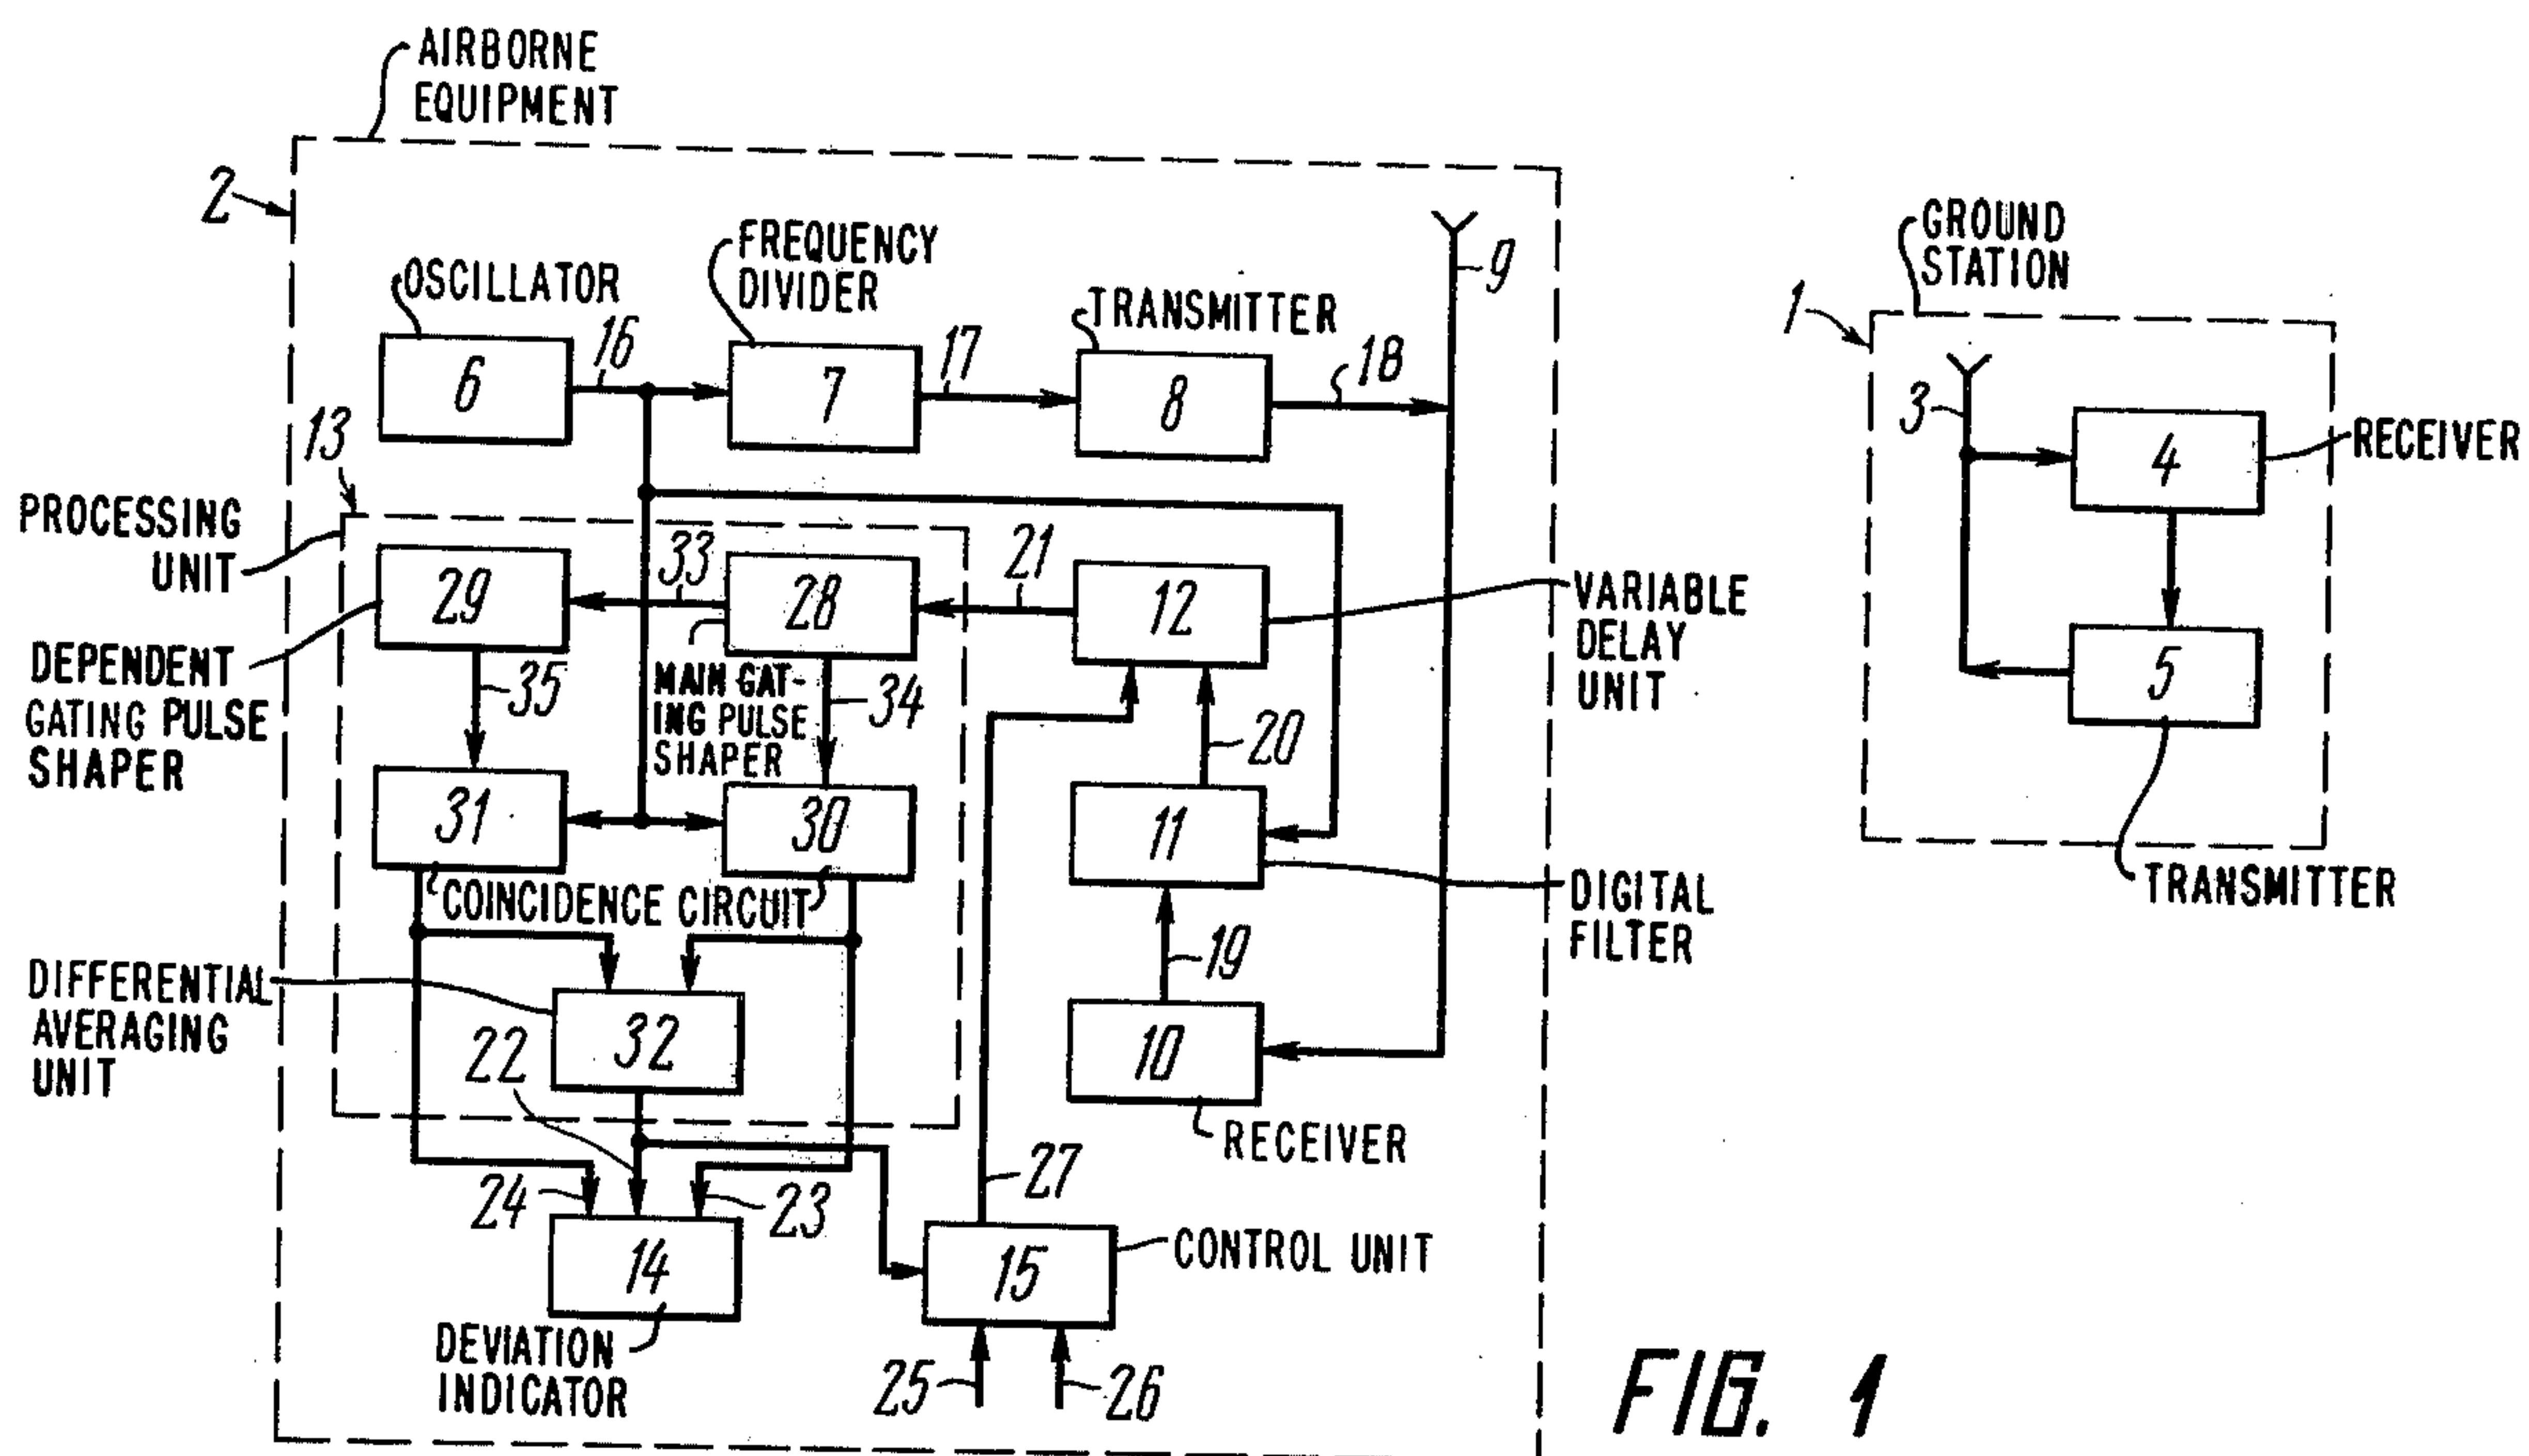 AIRBORNE
EQUIPMENT
2
OSCILLATOR
6
16
FREQUENCY
DIVIDER
7
17
TRANSMITTER
8
18
9
GROUND
STATION
1
3
4
RECEIVER
5
TRANSMITTER
13
PROCESSING
UNIT
29
33
28
21
12
VARIABLE
DELAY
UNIT
DEPENDENT
GATING PULSE
SHAPER
35
MAIN GAT-
ING PULSE
SHAPER
34
20
31
30
11
COINCIDENCE CIRCUIT
DIGITAL
FILTER
DIFFERENTIAL
AVERAGING
UNIT
32
19
10
RECEIVER
22
24
23
27
14
15
CONTROL UNIT
DEVIATION
INDICATOR
25
26
FIG. 1